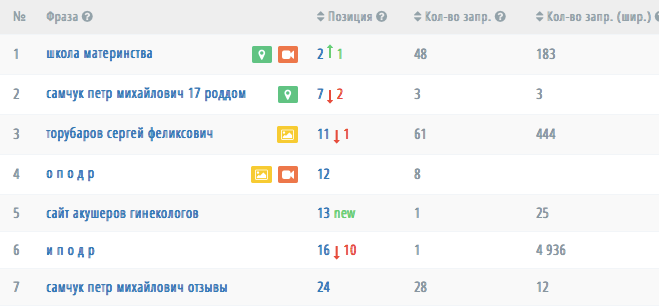 № Фраза Позиция Кол-во запр. Кол-во запр. (шир.)
1 школа материнства 2 1 48 183
2 самчук петр михайлович 17 роддом 7 2 3 3
3 торубаров сергей феликсович 11 1 61 444
4 о п о д р 12 8
5 сайт акушеров гинекологов 13 new 1 25
6 и п о д р 16 10 1 4 936
7 самчук петр михайлович отзывы 24 28 12